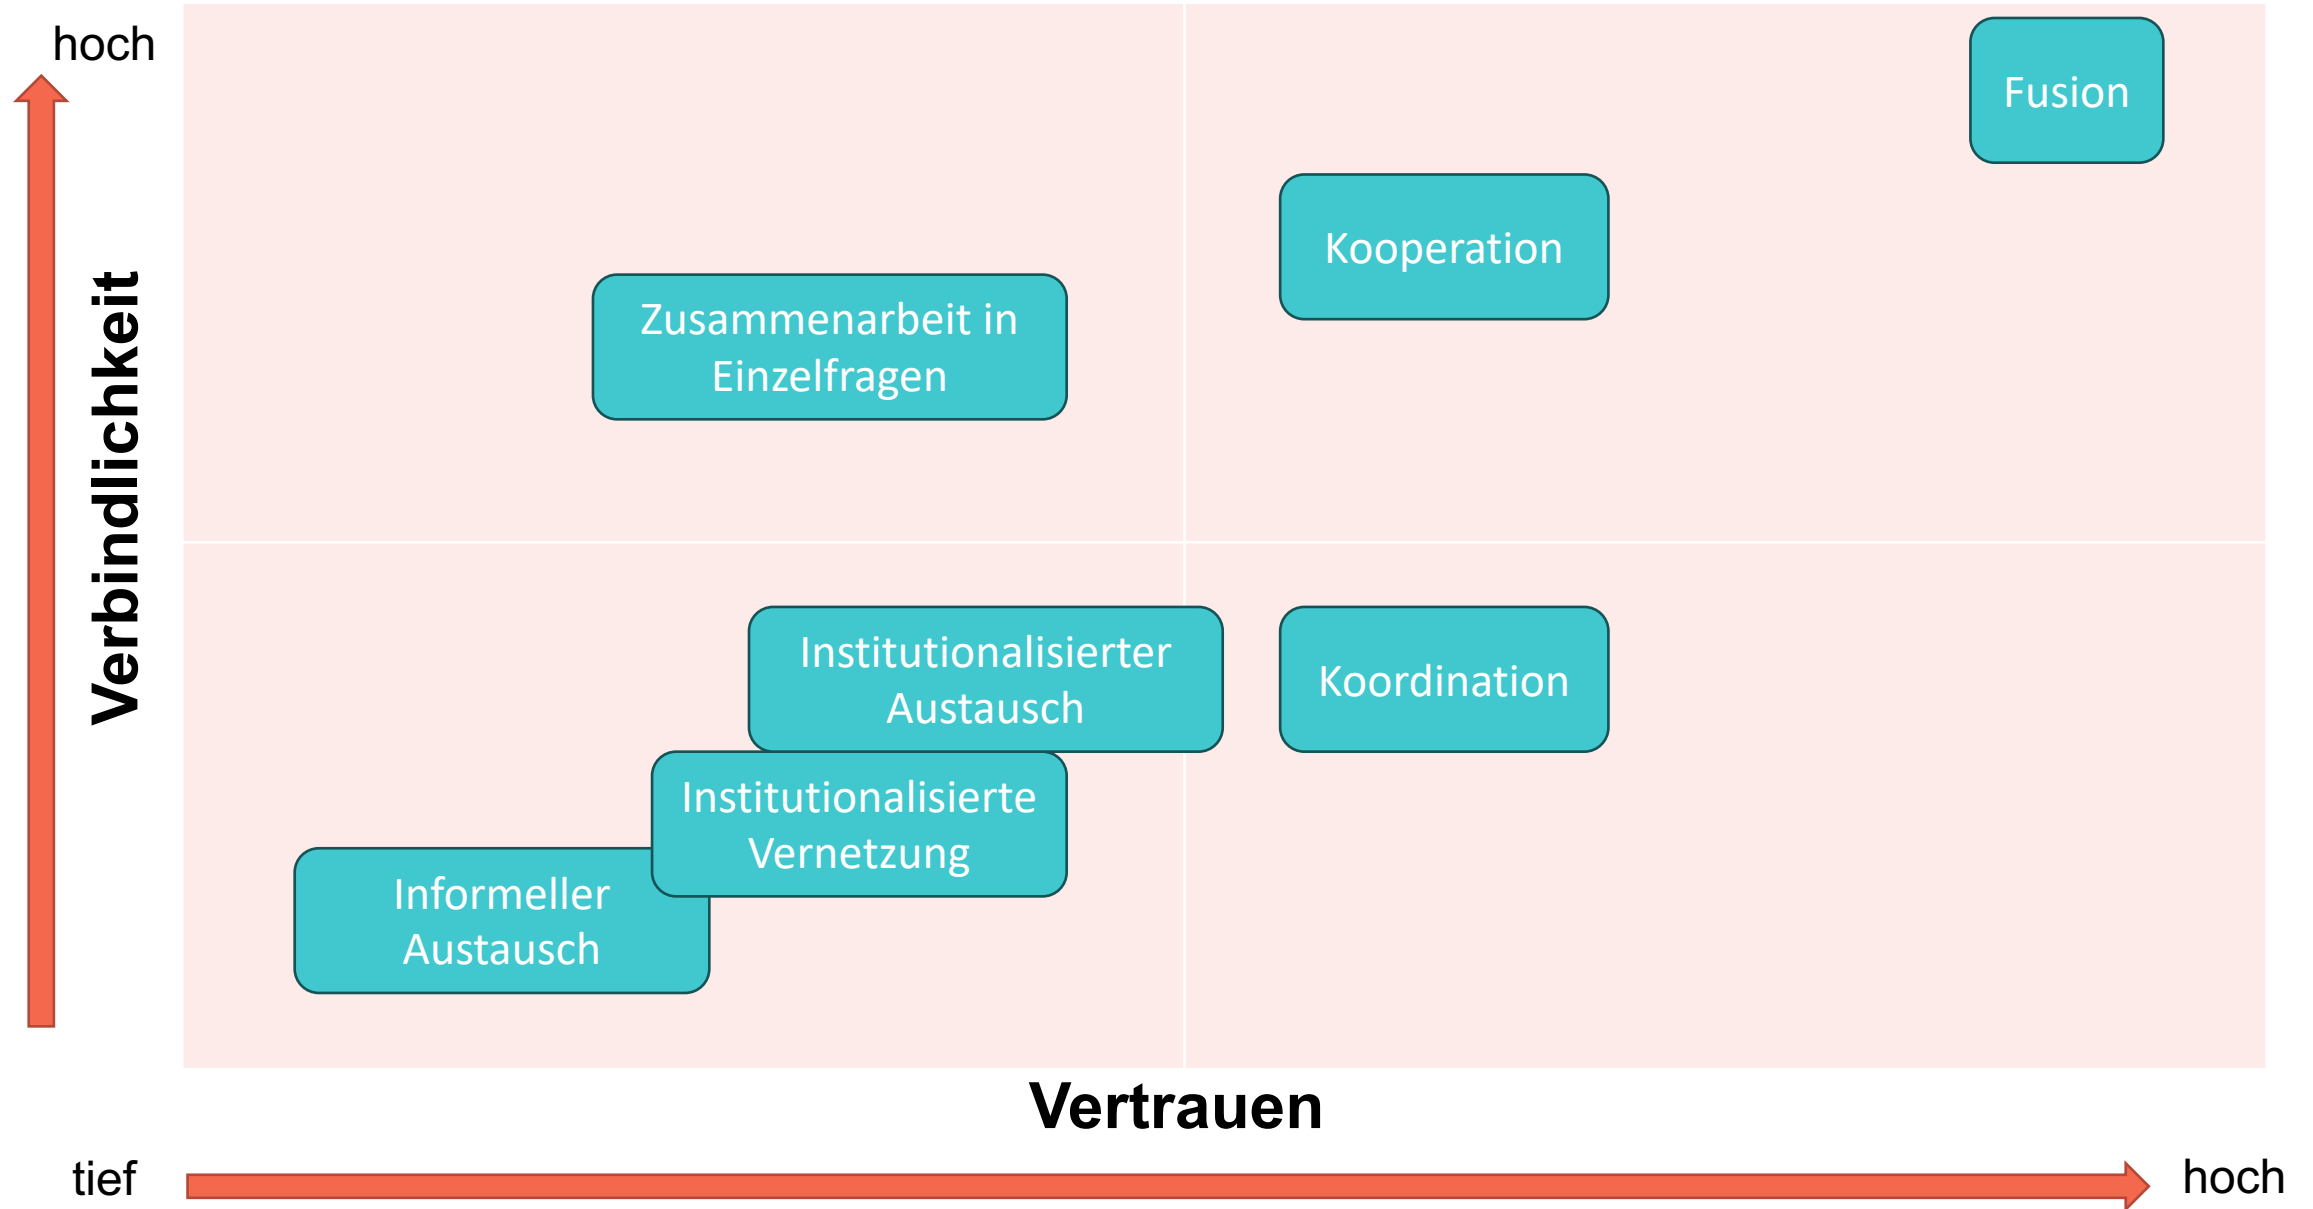 hoch
Fusion
Kooperation
Zusammenarbeit in
Einzelfragen
Verbindlichkeit
Institutionalisierter
Austausch
Koordination
Institutionalisierte
Vernetzung
Informeller
Austausch
Vertrauen
tief
hoch